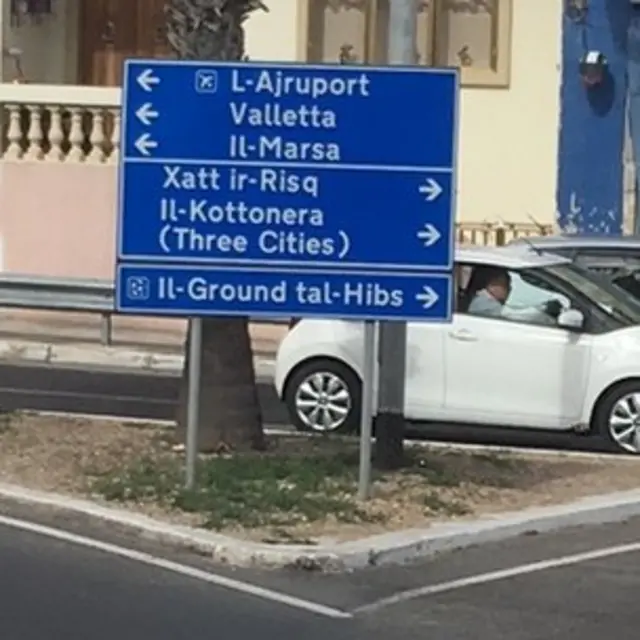 L-Ajruport
Valletta
Il-Marsa
Xatt ir-Risq
Il-Kottonera
(Three Cities)
Il-Ground tal-Hibs